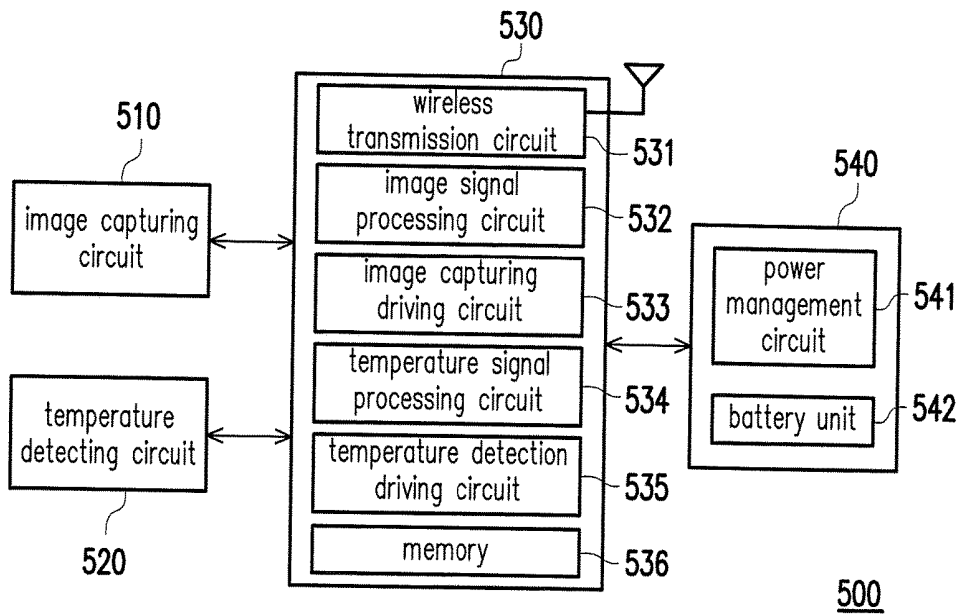 530
wireless
transmission circuit
531
510
image capturing
circuit
image signal
processing circuit
532
540
image capturing
driving circuit
533
power
management
circuit
541
temperature signal
processing circuit
534
battery unit
542
temperature
detecting circuit
520
temperature detection
driving circuit
535
memory
536
500